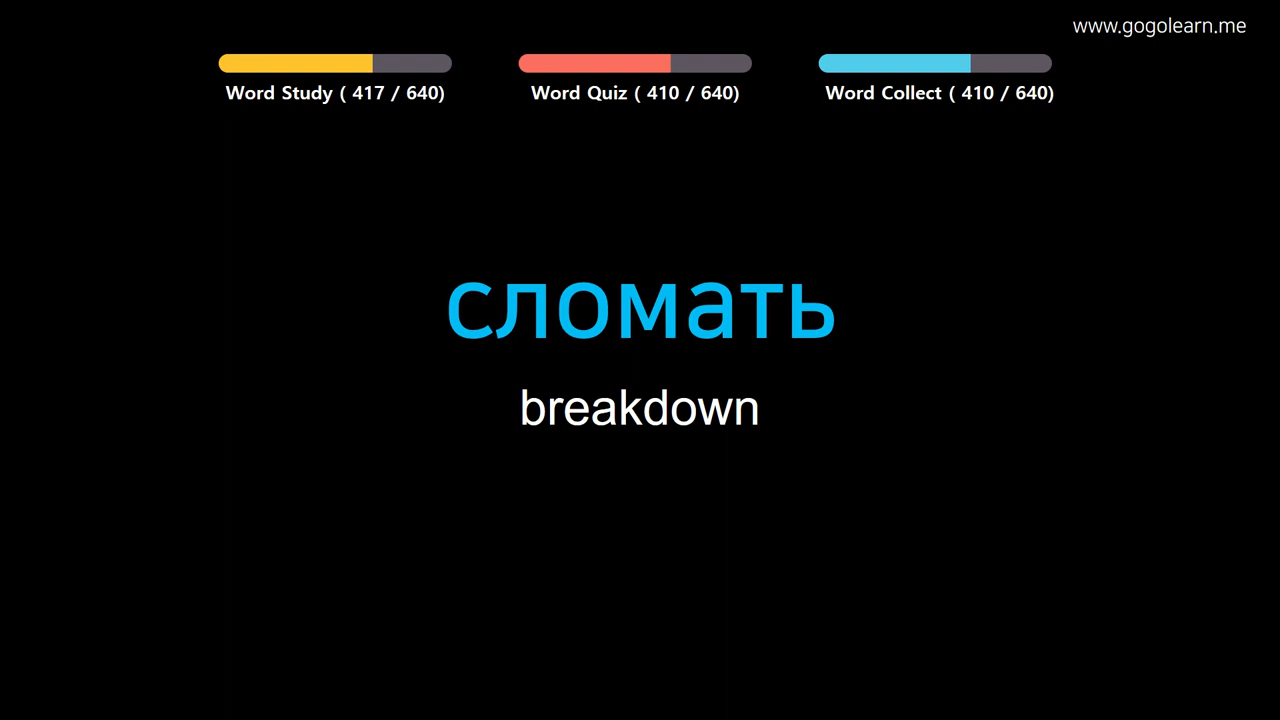 www.gogolearn.me
Word Study ( 417 / 640)
Word Quiz ( 410 / 640)
Word Collect ( 410 / 640)
сломать
breakdown